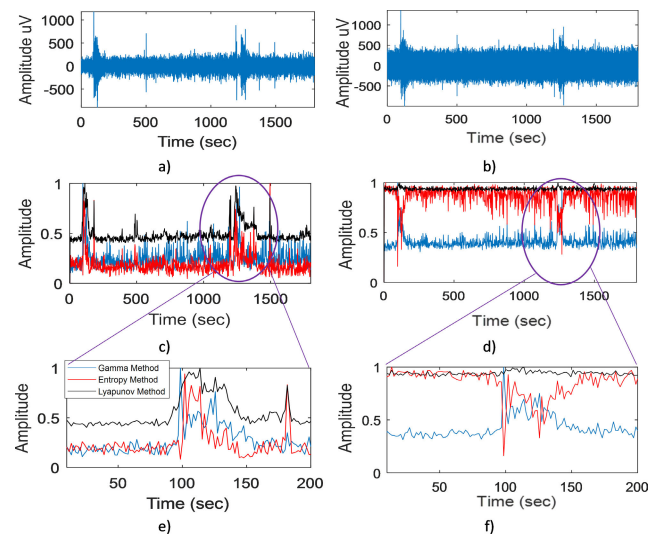 1000
500
0
-500
Amplitude uV
0
500
1000
1500
Time (sec)
a)
1000
500
0
-500
Amplitude uV
0
500
1000
1500
Time (sec)
b)
1
0.5
0
Amplitude
0
500
1000
1500
Time (sec)
c)
1
0.5
0
Amplitude
0
500
1000
1500
Time (sec)
d)
Gamma Method
Entropy Method
Lyapunov Method
1
0.5
0
Amplitude
50
100
150
200
Time (sec)
e)
1
0.5
0
Amplitude
50
100
150
200
Time (sec)
f)